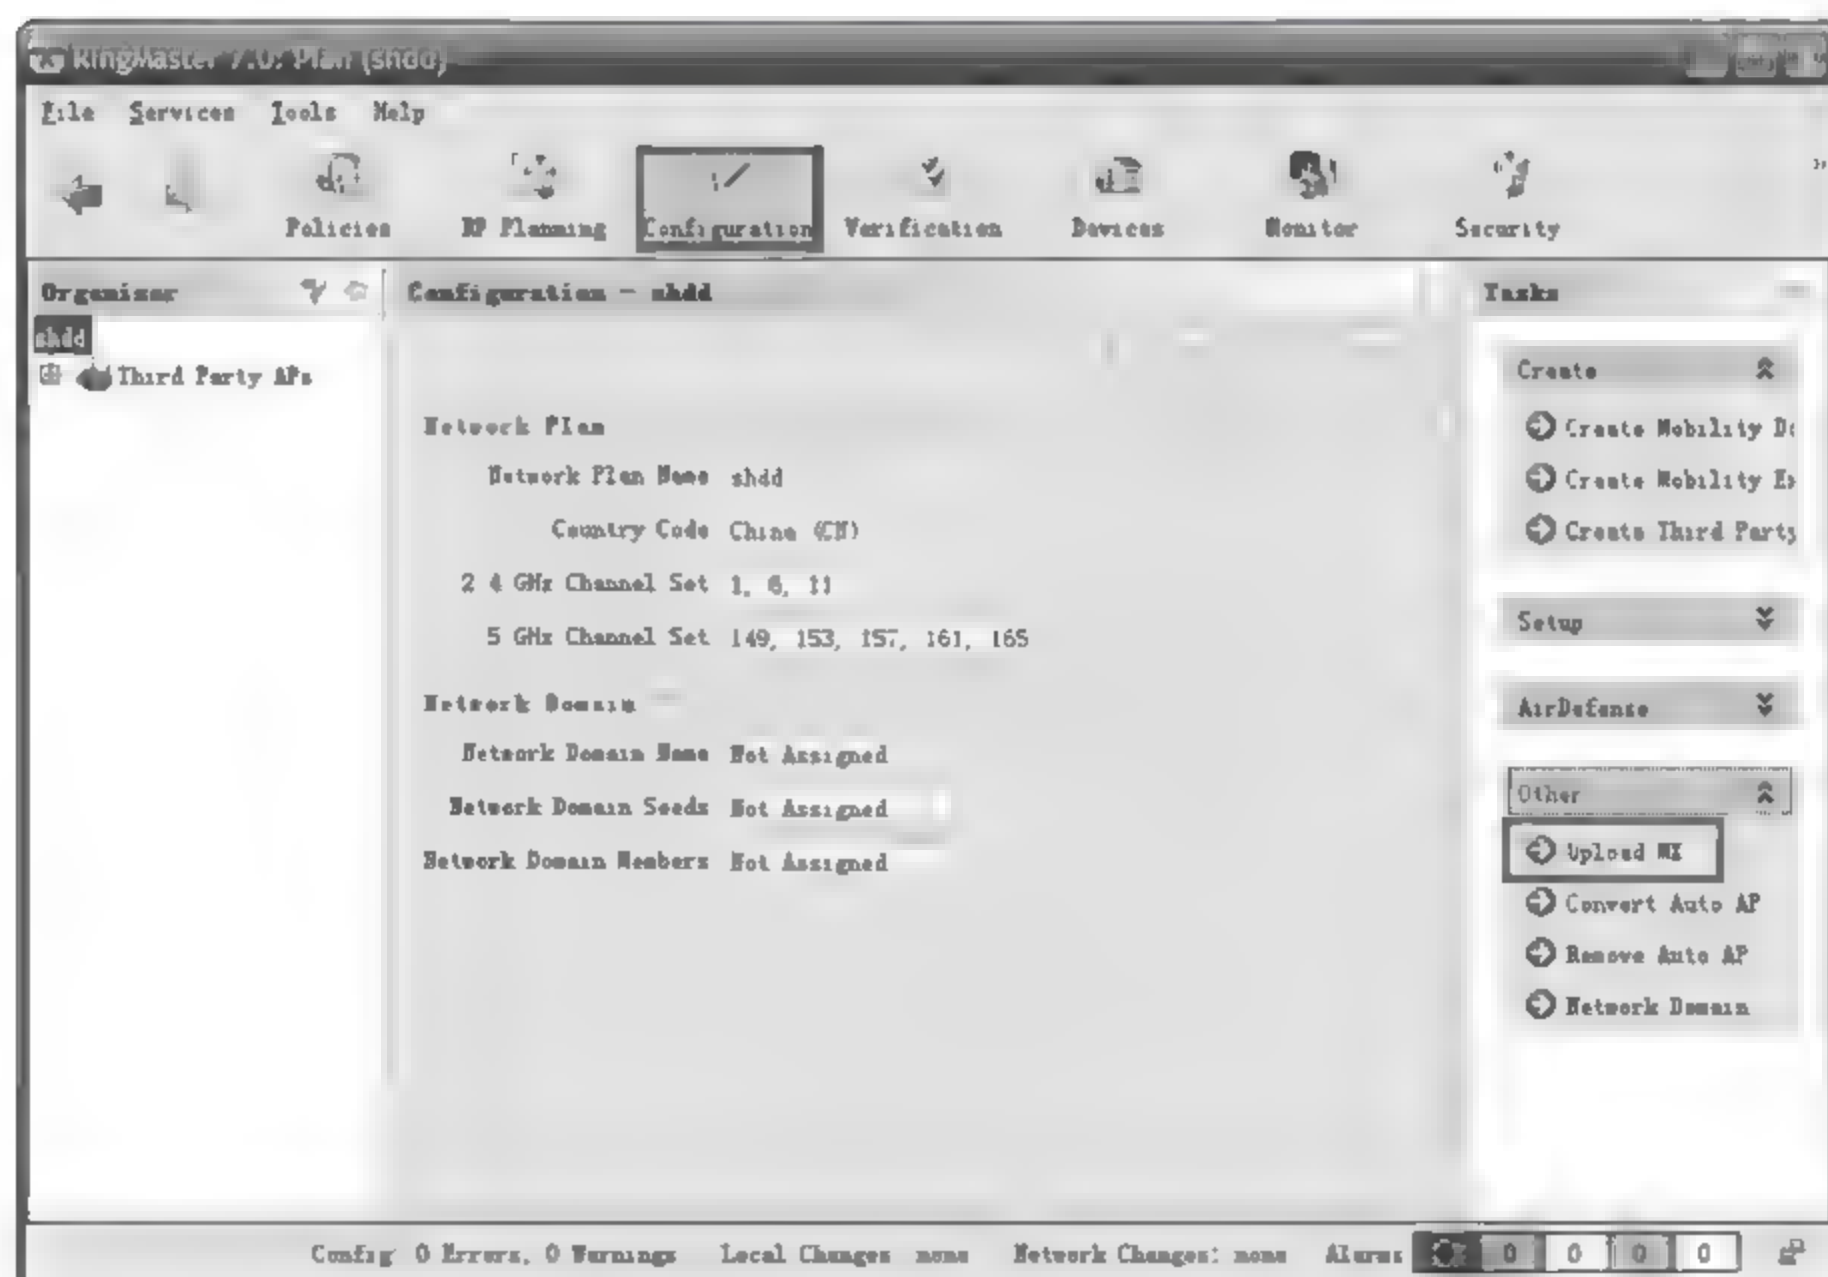 RingMaster 7.0: Plan (shdd)
File Services Tools Help
Policies RF Planning Configuration Verification Devices Monitor Security
Organizer Configuration - shdd Tasks
shdd
Third Party APs
Create
Network Plan
Create Mobility Do
Network Plan Name shdd
Create Mobility Ex
Country Code China (CN)
Create Third Party
2.4 GHz Channel Set 1, 6, 11
Setup
5 GHz Channel Set 149, 153, 157, 161, 165
Network Domain
AirDefense
Network Domain Name Not Assigned
Other
Network Domain Seeds Not Assigned
Upload MX
Network Domain Members Not Assigned
Convert Auto AP
Remove Auto AP
Network Domain
Config: 0 Errors, 0 Warnings Local Changes: none Network Changes: none Alarms 0 0 0 0